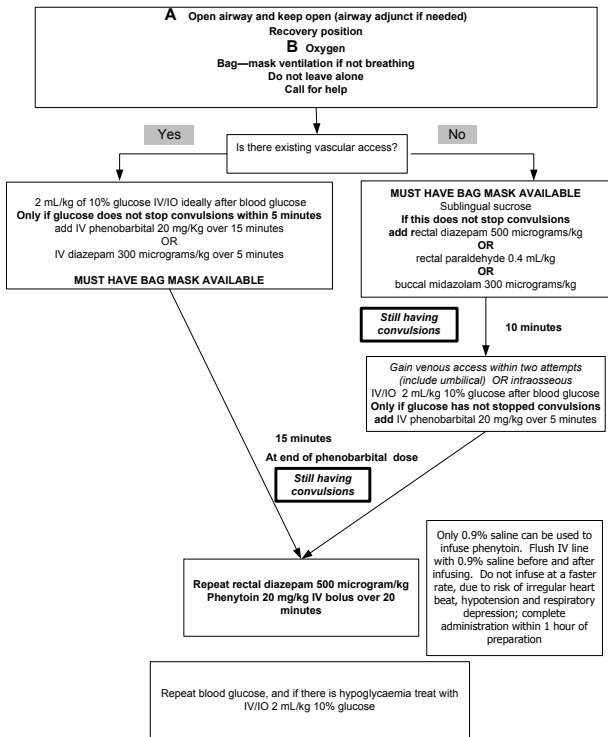 A Open airway and keep open (airway adjunct if needed)
Recovery position
B Oxygen
Bag—mask ventilation if not breathing
Do not leave alone
Call for help
Yes
No
Is there existing vascular access?
2 mL/kg of 10% glucose IV/IO ideally after blood glucose
Only if glucose does not stop convulsions within 5 minutes
add IV phenobarbital 20 mg/Kg over 15 minutes
OR
IV diazepam 300 micrograms/kg over 5 minutes
MUST HAVE BAG MASK AVAILABLE
MUST HAVE BAG MASK AVAILABLE
Sublingual sucrose
If this does not stop convulsions
add rectal diazepam 500 micrograms/kg
OR
rectal paraldehyde 0.4 mL/kg
OR
buccal midazolam 300 micrograms/kg
Still having
convulsions
10 minutes
Gain venous access within two attempts
(include umbilical) OR intraosseous
IV/IO 2 mL/kg 10% glucose after blood glucose
Only if glucose has not stopped convulsions
add IV phenobarbital 20 mg/kg over 5 minutes
15 minutes
At end of phenobarbital dose
Still having
convulsions
Repeat rectal diazepam 500 microgram/kg
Phenytoin 20 mg/kg IV bolus over 20
minutes
Only 0.9% saline can be used to
infuse phenytoin. Flush IV line
with 0.9% saline before and after
infusing. Do not infuse at a faster
rate, due to risk of irregular heart
beat, hypotension and respiratory
depression; complete
administration within 1 hour of
preparation
Repeat blood glucose, and if there is hypoglycaemia treat with
IV/IO 2 mL/kg 10% glucose